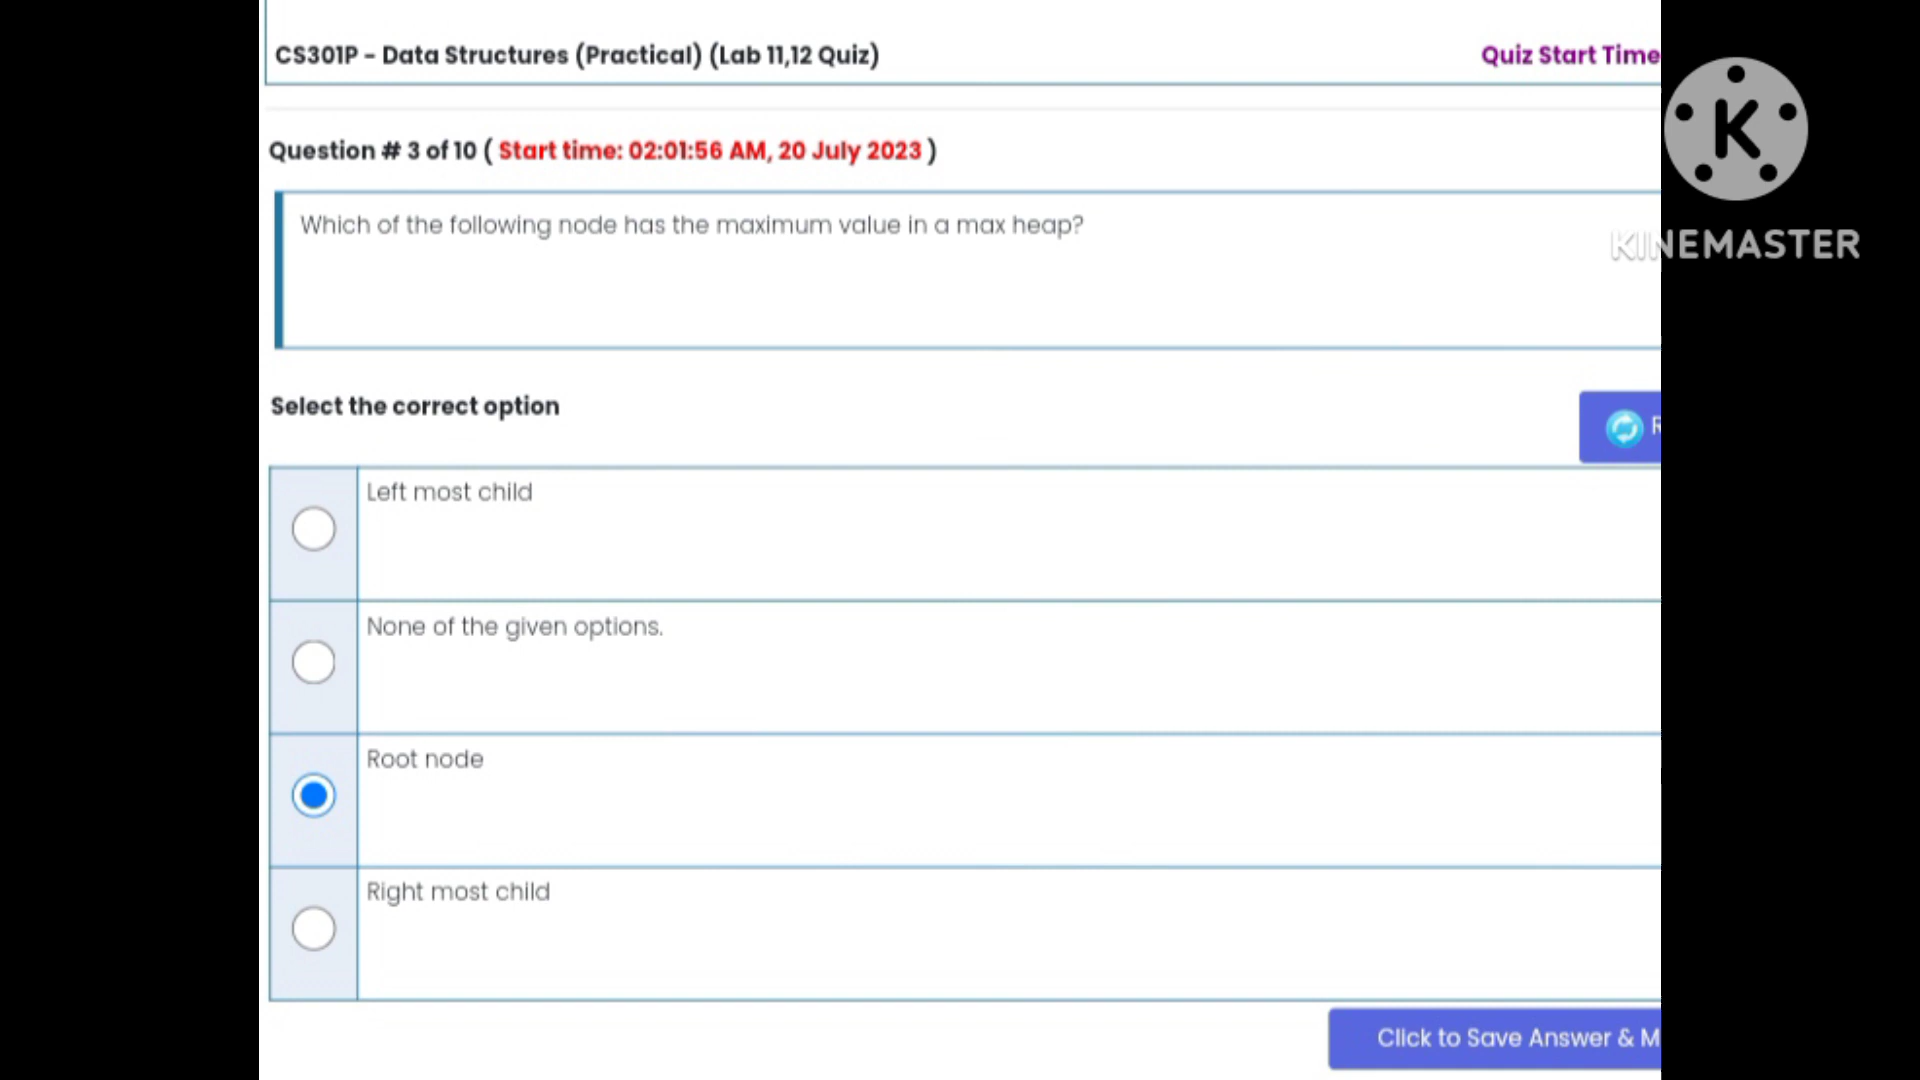 CS301P - Data Structures (Practical) (Lab 11,12 Quiz)
Quiz Start Time
Question # 3 of 10 ( Start time: 02:01:56 AM, 20 July 2023 )
K
KINEMASTER
Which of the following node has the maximum value in a max heap?
Select the correct option
R
Left most child
None of the given options.
Root node
Right most child
Click to Save Answer & M